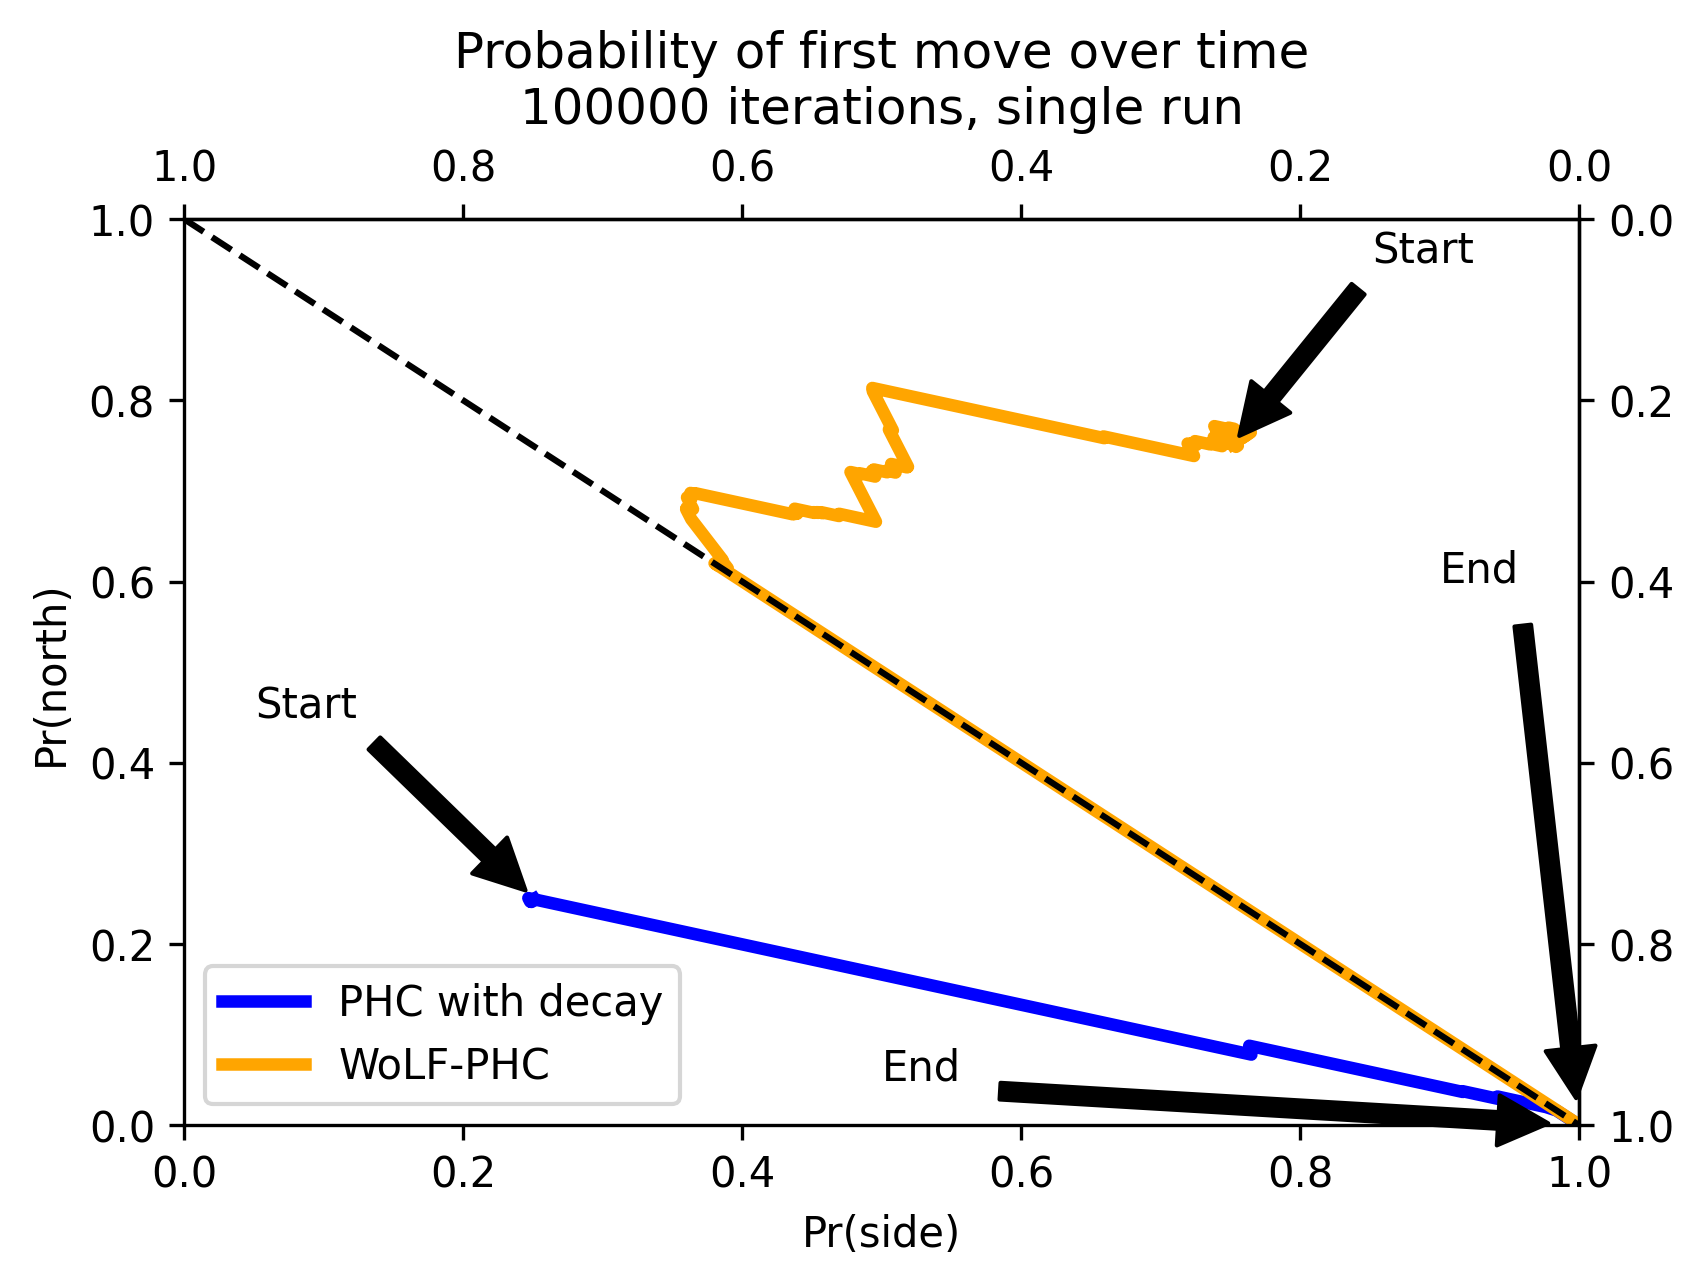 Probability of first move over time
100000 iterations, single run
1.0 0.8 0.6 0.4 0.2 0.0
1.0 0.0
Start
0.8 0.2
End
0.6 0.4
Pr(north)
Start
0.4 0.6
0.2 0.8
PHC with decay
WoLF-PHC
End
0.0 1.0
0.0 0.2 0.4 0.6 0.8 1.0
Pr(side)